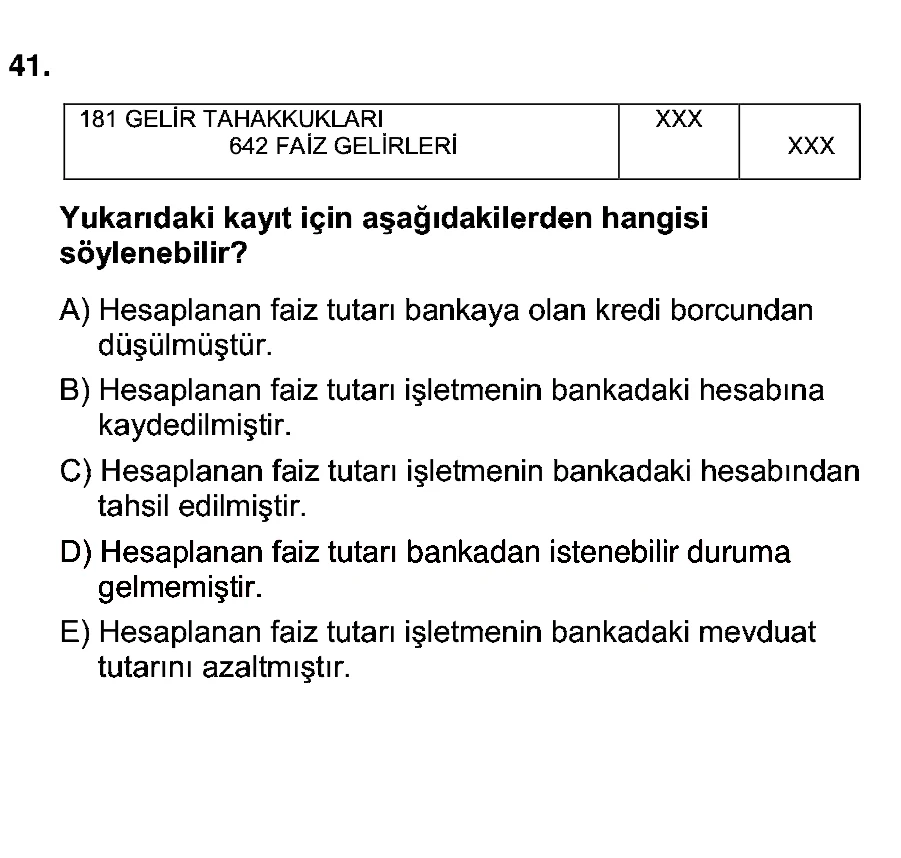 41.
181 GELİR TAHAKKUKLARI XXX
642 FAİZ GELİRLERİ XXX
Yukarıdaki kayıt için aşağıdakilerden hangisi
söylenebilir?
A) Hesaplanan faiz tutarı bankaya olan kredi borcundan
düşülmüştür.
B) Hesaplanan faiz tutarı işletmenin bankadaki hesabına
kaydedilmiştir.
C) Hesaplanan faiz tutarı işletmenin bankadaki hesabından
tahsil edilmiştir.
D) Hesaplanan faiz tutarı bankadan istenebilir duruma
gelmemiştir.
E) Hesaplanan faiz tutarı işletmenin bankadaki mevduat
tutarını azaltmıştır.